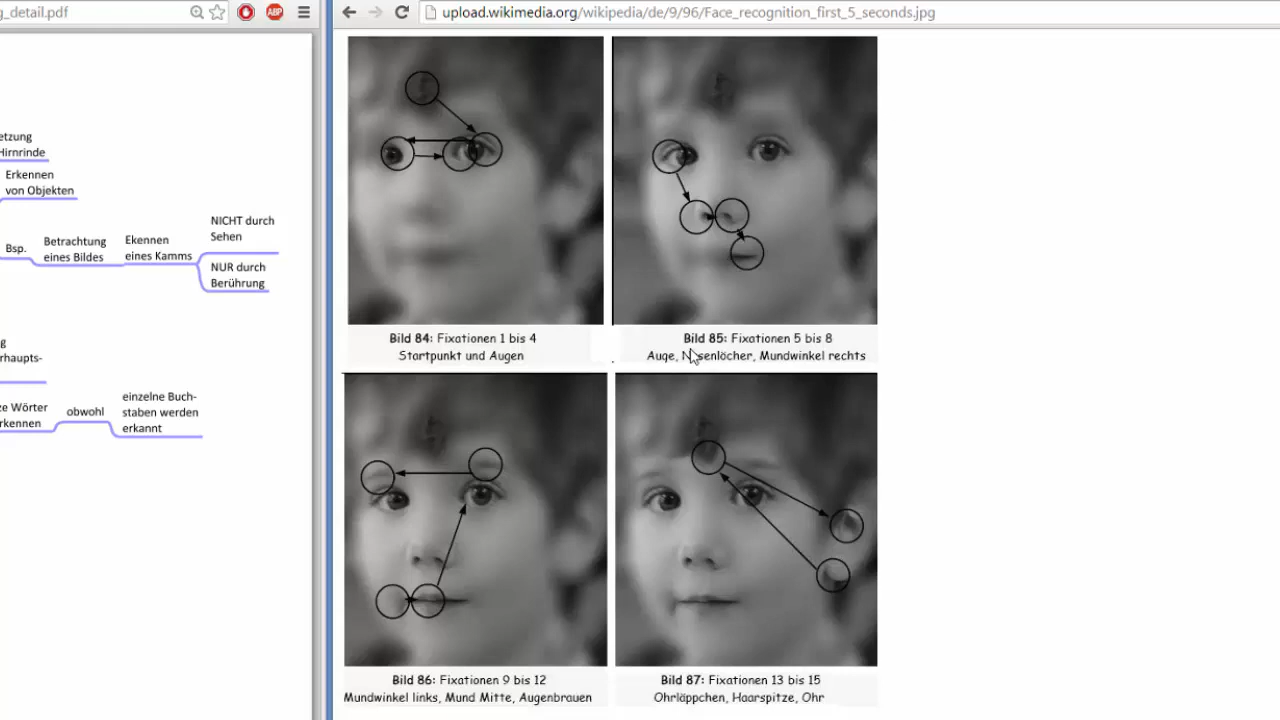 g_detail.pdf
ABP
upload.wikimedia.org/wikipedia/de/9/96/Face_recognition_first_5_seconds.jpg
etzung
Hirnrinde
Erkennen
von Objekten
Bsp.
Betrachtung
eines Bildes
Ekennen
eines Kamms
NICHT durch
Sehen
NUR durch
Berührung
g
rhaupts-
ze Wörter
rkennen
obwohl
einzelne Buch-
staben werden
erkannt
Bild 84: Fixationen 1 bis 4
Startpunkt und Augen
Bild 85: Fixationen 5 bis 8
Auge, Nasenlöcher, Mundwinkel rechts
Bild 86: Fixationen 9 bis 12
Mundwinkel links, Mund Mitte, Augenbrauen
Bild 87: Fixationen 13 bis 15
Ohrläppchen, Haarspitze, Ohr